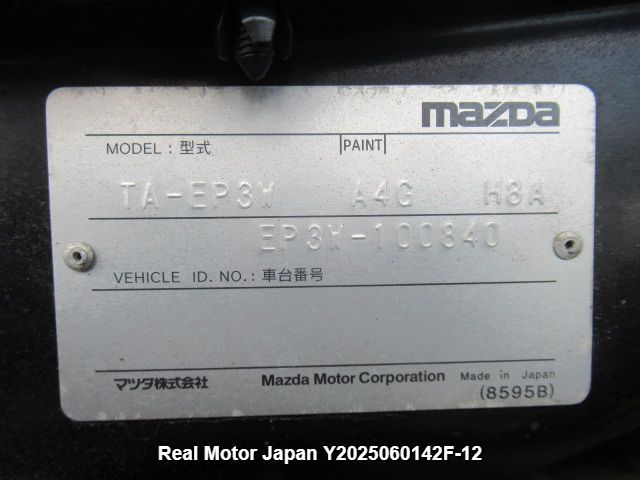 mazda
MODEL : 型式 PAINT
TA-EP3W A4G H8A
EP3W-100840
VEHICLE ID. NO. : 車台番号
マツダ株式会社 Mazda Motor Corporation Made in Japan
(8595B)
Real Motor Japan Y2025060142F-12